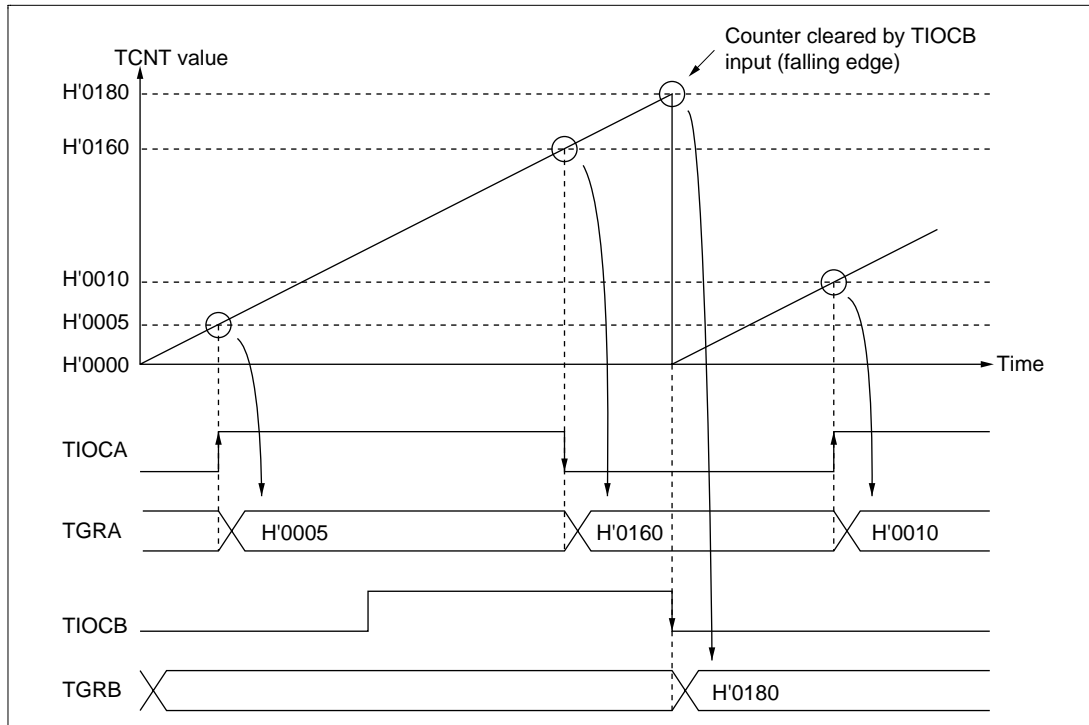 Counter cleared by TIOCB
input (falling edge)
TCNT value
H'0180
H'0160
H'0010
H'0005
H'0000
Time
TIOCA
TGRA
H'0005
H'0160
H'0010
TIOCB
TGRB
H'0180